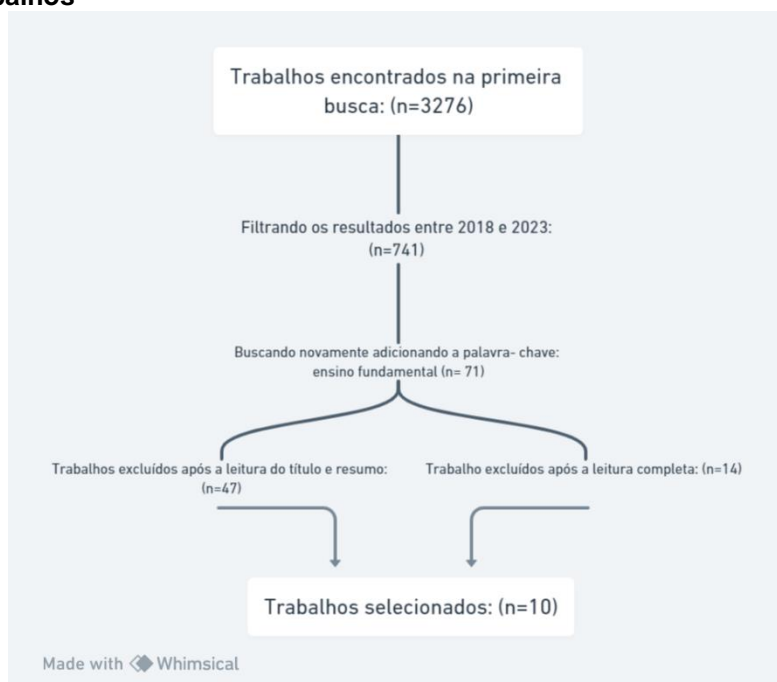 Trabalhos encontrados na primeira
busca: (n=3276)
Filtrando os resultados entre 2018 e 2023:
(n=741)
Buscando novamente adicionando a palavra- chave:
ensino fundamental (n= 71)
Trabalhos excluídos após a leitura do título e resumo:
(n=47)
Trabalho excluídos após a leitura completa: (n=14)
Trabalhos selecionados: (n=10)
Made with Whimsical